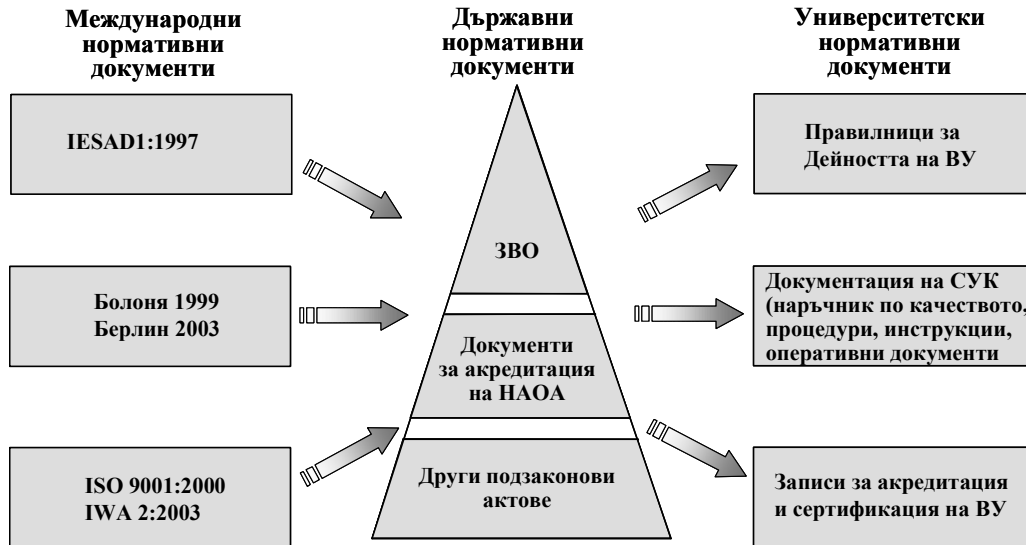 Международни
нормативни
документи
IESAD1:1997
Болоня 1999
Берлин 2003
ISO 9001:2000
IWA 2:2003
Държавни
нормативни
документи
ЗВО
Документи
за акредитация
на НАОА
Други подзаконови
актове
Университетски
нормативни
документи
Правилници за
Дейността на ВУ
Документация на СУК
(наръчник по качеството,
процедури, инструкции,
оперативни документи
Записи за акредитация
и сертификация на ВУ